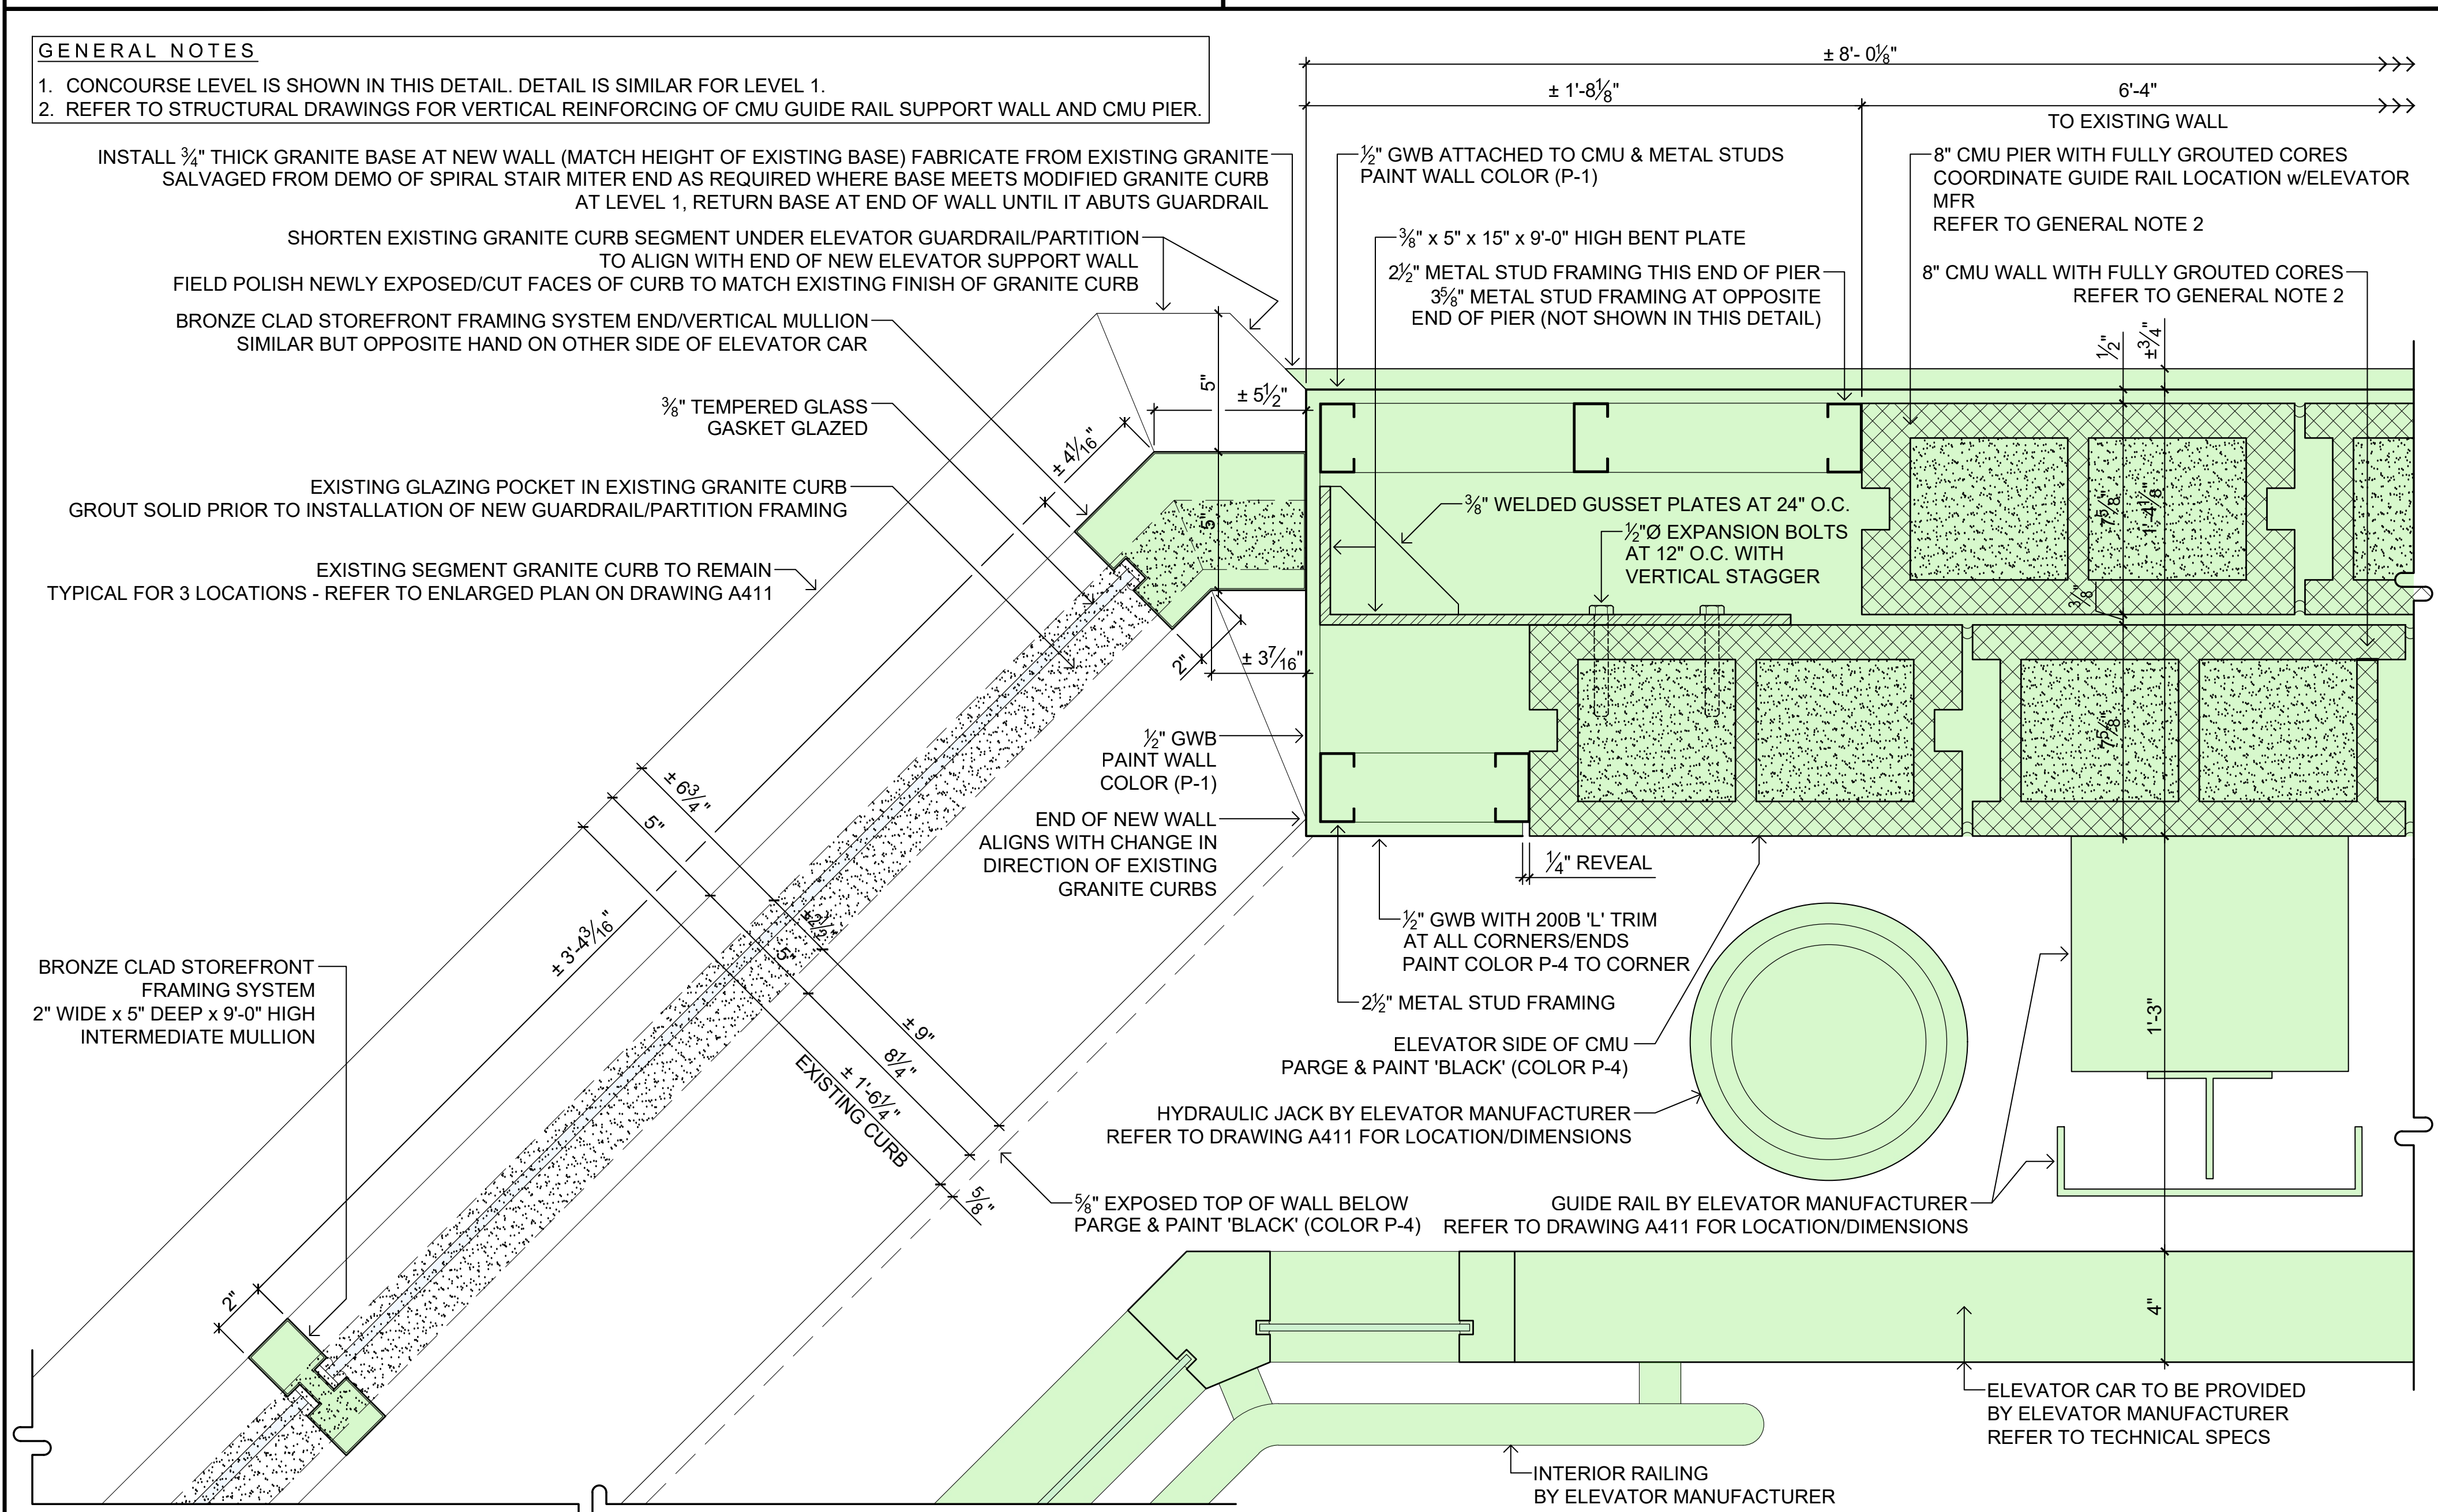 GENERAL NOTES
1. CONCOURSE LEVEL IS SHOWN IN THIS DETAIL. DETAIL IS SIMILAR FOR LEVEL 1.
2. REFER TO STRUCTURAL DRAWINGS FOR VERTICAL REINFORCING OF CMU GUIDE RAIL SUPPORT WALL AND CMU PIER.
± 8'- 0⅛"
± 1'-8⅛"
6'-4"
TO EXISTING WALL
INSTALL ¾" THICK GRANITE BASE AT NEW WALL (MATCH HEIGHT OF EXISTING BASE) FABRICATE FROM EXISTING GRANITE
SALVAGED FROM DEMO OF SPIRAL STAIR MITER END AS REQUIRED WHERE BASE MEETS MODIFIED GRANITE CURB
AT LEVEL 1, RETURN BASE AT END OF WALL UNTIL IT ABUTS GUARDRAIL
½" GWB ATTACHED TO CMU & METAL STUDS
PAINT WALL COLOR (P-1)
8" CMU PIER WITH FULLY GROUTED CORES
COORDINATE GUIDE RAIL LOCATION w/ELEVATOR
MFR
REFER TO GENERAL NOTE 2
SHORTEN EXISTING GRANITE CURB SEGMENT UNDER ELEVATOR GUARDRAIL/PARTITION
TO ALIGN WITH END OF NEW ELEVATOR SUPPORT WALL
FIELD POLISH NEWLY EXPOSED/CUT FACES OF CURB TO MATCH EXISTING FINISH OF GRANITE CURB
⅜" x 5" x 15" x 9'-0" HIGH BENT PLATE
2½" METAL STUD FRAMING THIS END OF PIER
3⅝" METAL STUD FRAMING AT OPPOSITE
END OF PIER (NOT SHOWN IN THIS DETAIL)
8" CMU WALL WITH FULLY GROUTED CORES
REFER TO GENERAL NOTE 2
BRONZE CLAD STOREFRONT FRAMING SYSTEM END/VERTICAL MULLION
SIMILAR BUT OPPOSITE HAND ON OTHER SIDE OF ELEVATOR CAR
½"
±¾"
5"
± 5½"
⅜" TEMPERED GLASS
GASKET GLAZED
± 4 1/16"
EXISTING GLAZING POCKET IN EXISTING GRANITE CURB
GROUT SOLID PRIOR TO INSTALLATION OF NEW GUARDRAIL/PARTITION FRAMING
⅜" WELDED GUSSET PLATES AT 24" O.C.
½"Ø EXPANSION BOLTS
AT 12" O.C. WITH
VERTICAL STAGGER
5"
7⅝"
1'-4⅛"
EXISTING SEGMENT GRANITE CURB TO REMAIN
TYPICAL FOR 3 LOCATIONS - REFER TO ENLARGED PLAN ON DRAWING A411
⅜"
2"
± 3 7/16"
7⅝"
½" GWB
PAINT WALL
COLOR (P-1)
± 6¾"
5"
END OF NEW WALL
ALIGNS WITH CHANGE IN
DIRECTION OF EXISTING
GRANITE CURBS
¼" REVEAL
± 3'-4 3/16"
±2½"
5"
½" GWB WITH 200B 'L' TRIM
AT ALL CORNERS/ENDS
PAINT COLOR P-4 TO CORNER
2½" METAL STUD FRAMING
BRONZE CLAD STOREFRONT
FRAMING SYSTEM
2" WIDE x 5" DEEP x 9'-0" HIGH
INTERMEDIATE MULLION
± 9"
8¼"
± 1'-6¼"
EXISTING CURB
1'-3"
ELEVATOR SIDE OF CMU
PARGE & PAINT 'BLACK' (COLOR P-4)
HYDRAULIC JACK BY ELEVATOR MANUFACTURER
REFER TO DRAWING A411 FOR LOCATION/DIMENSIONS
5/8"
⅝" EXPOSED TOP OF WALL BELOW
PARGE & PAINT 'BLACK' (COLOR P-4)
GUIDE RAIL BY ELEVATOR MANUFACTURER
REFER TO DRAWING A411 FOR LOCATION/DIMENSIONS
2"
4"
ELEVATOR CAR TO BE PROVIDED
BY ELEVATOR MANUFACTURER
REFER TO TECHNICAL SPECS
INTERIOR RAILING
BY ELEVATOR MANUFACTURER